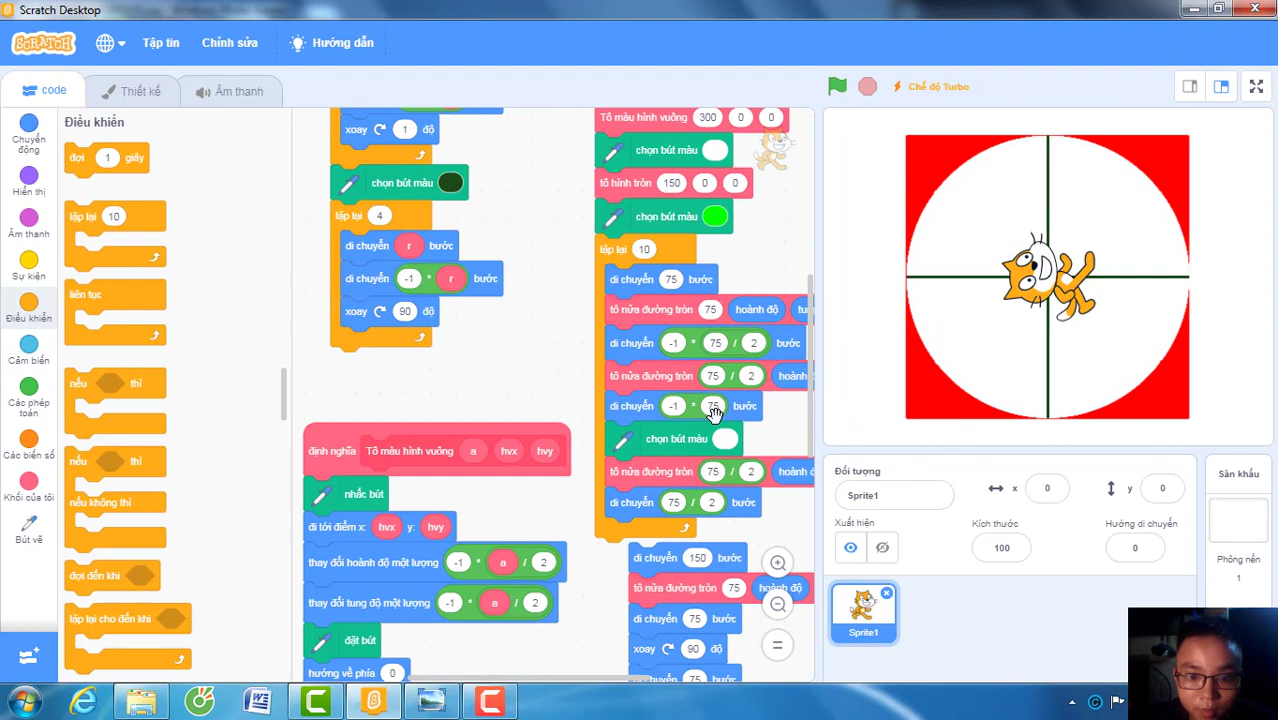 Scratch Desktop
SCRATCH
Tập tin
Chỉnh sửa
Hướng dẫn
code
Thiết kế
Âm thanh
Chế độ Turbo
Chuyển động
Hiển thị
Âm thanh
Sự kiện
Điều khiển
Cảm biến
Các phép toán
Các biến số
Khối của tôi
Bút vẽ
Điều khiển
đợi 1 giây
lặp lại 10
liên tục
nếu thì
nếu thì
nếu không thì
đợi đến khi
lặp lại cho đến khi
xoay 1 độ
chọn bút màu
lặp lại 4
di chuyển r bước
di chuyển -1 * r bước
xoay 90 độ
định nghĩa Tô màu hình vuông a hvx hvy
nhấc bút
đi tới điểm x: hvx y: hvy
thay đổi hoành độ một lượng -1 * a / 2
thay đổi tung độ một lượng -1 * a / 2
đặt bút
hướng về phía 0
Tô màu hình vuông 300 0 0
chọn bút màu
tô hình tròn 150 0 0
chọn bút màu
lặp lại 10
di chuyển 75 bước
tô nửa đường tròn 75 hoành độ
di chuyển -1 * 75 / 2 bước
tô nửa đường tròn 75 / 2
di chuyển -1 * 75 bước
chọn bút màu
tô nửa đường tròn 75 / 2
di chuyển 75 / 2 bước
di chuyển 150 bước
tô nửa đường tròn 75 hoành độ
di chuyển 75 bước
xoay 90 độ
Đối tượng
Sprite1
x 0
y 0
Xuất hiện
Kích thước
100
Hướng di chuyển
0
Sprite1
Sân khấu
Phông nền
1